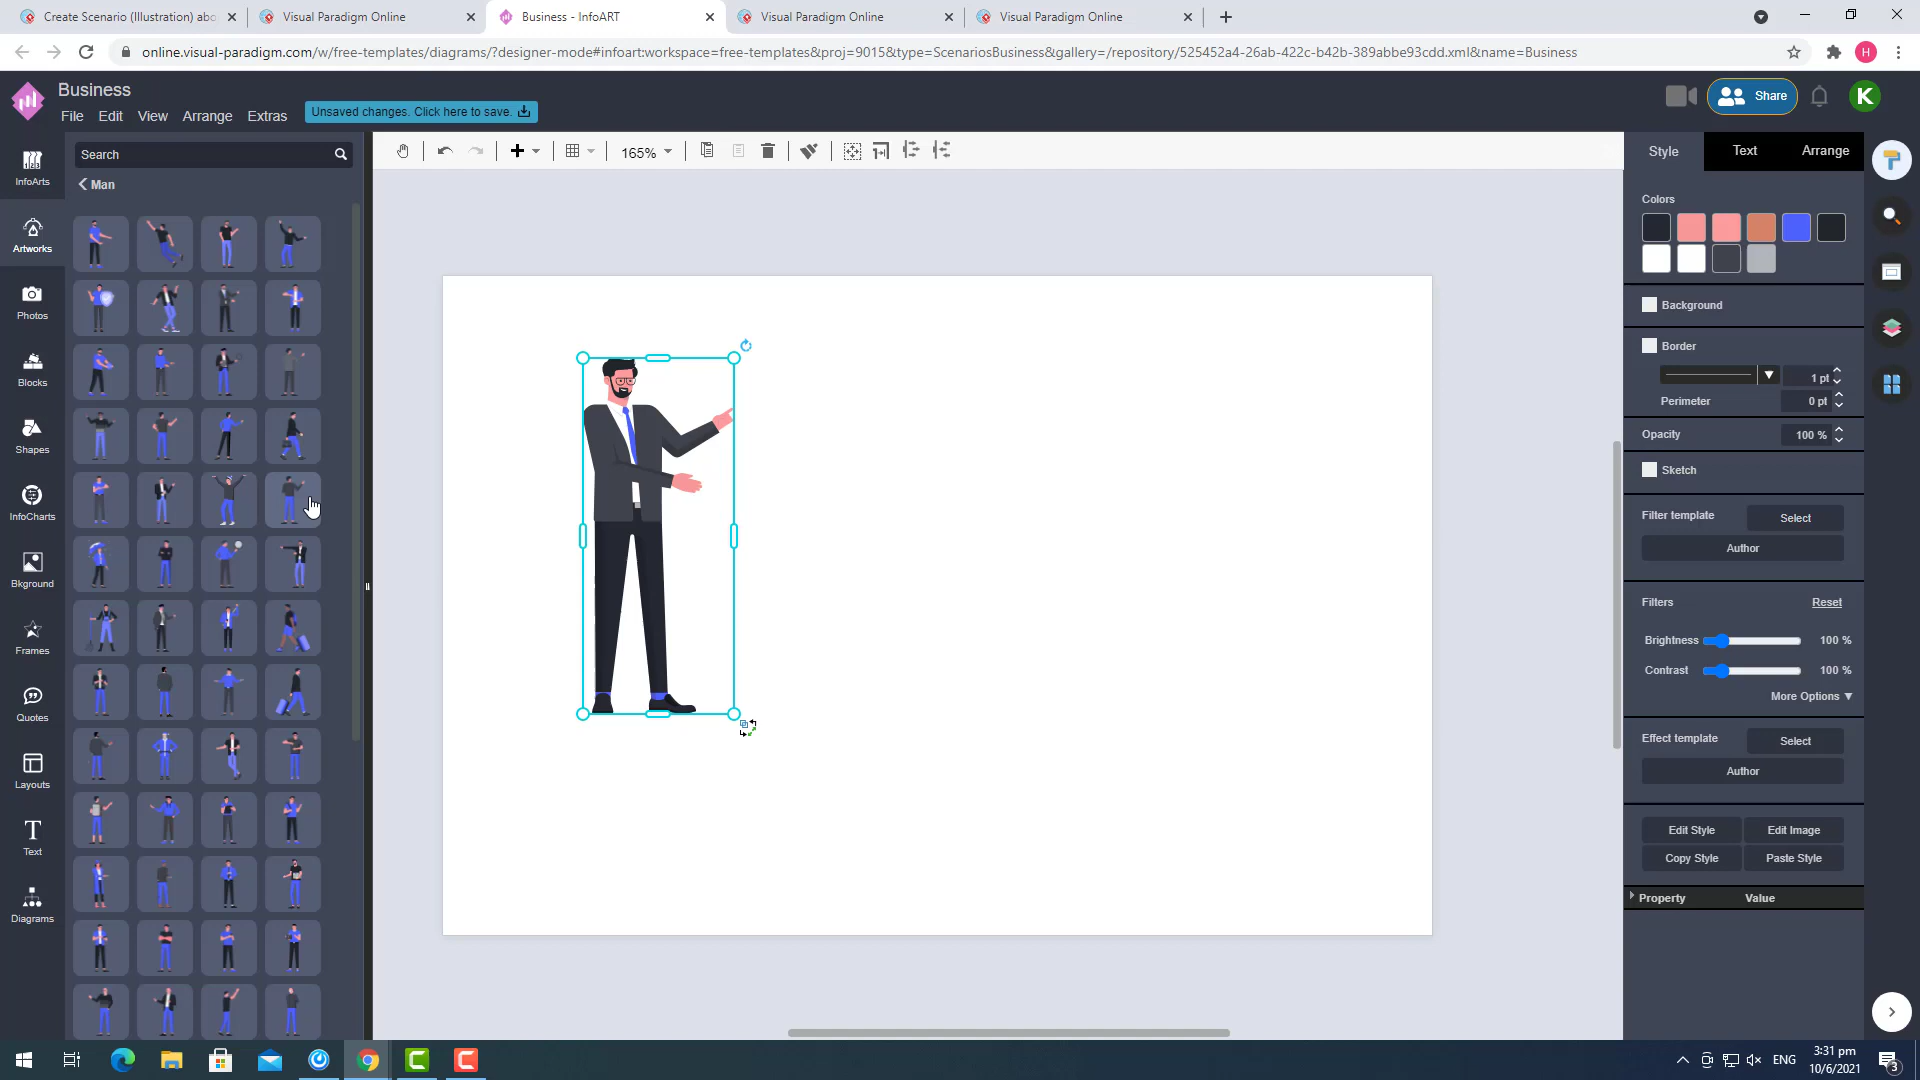 Create Scenario (Illustration) abo
Visual Paradigm Online
Business - InfoART
Visual Paradigm Online
Visual Paradigm Online
online.visual-paradigm.com/w/free-templates/diagrams/?designer-mode#infoart:workspace=free-templates&proj=9015&type=ScenariosBusiness&gallery=/repository/525452a4-26ab-422c-b42b-389abbe93cdd.xml&name=Business
H
Business
File Edit View Arrange Extras
Unsaved changes. Click here to save.
Share
K
InfoArts
Artworks
Photos
Blocks
Shapes
InfoCharts
Bkground
Frames
Quotes
Layouts
Text
Diagrams
Search
Man
165%
Style Text Arrange
Colors
Background
Border
1 pt
Perimeter 0 pt
Opacity 100 %
Sketch
Filter template Select
Author
Filters Reset
Brightness 100 %
Contrast 100 %
More Options
Effect template Select
Author
Edit Style Edit Image
Copy Style Paste Style
Property Value
ENG
3:31 pm
10/6/2021
3